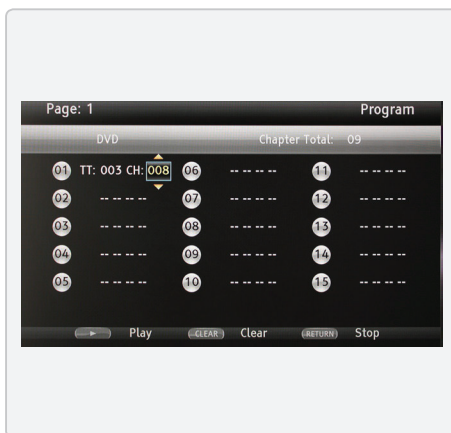 Page: 1 Program
DVD Chapter Total: 09
01 TT: 003 CH: 008 06 -- -- -- -- 11 -- -- -- --
02 -- -- -- -- 07 -- -- -- -- 12 -- -- -- --
03 -- -- -- -- 08 -- -- -- -- 13 -- -- -- --
04 -- -- -- -- 09 -- -- -- -- 14 -- -- -- --
05 -- -- -- -- 10 -- -- -- -- 15 -- -- -- --
Play CLEAR Clear RETURN Stop